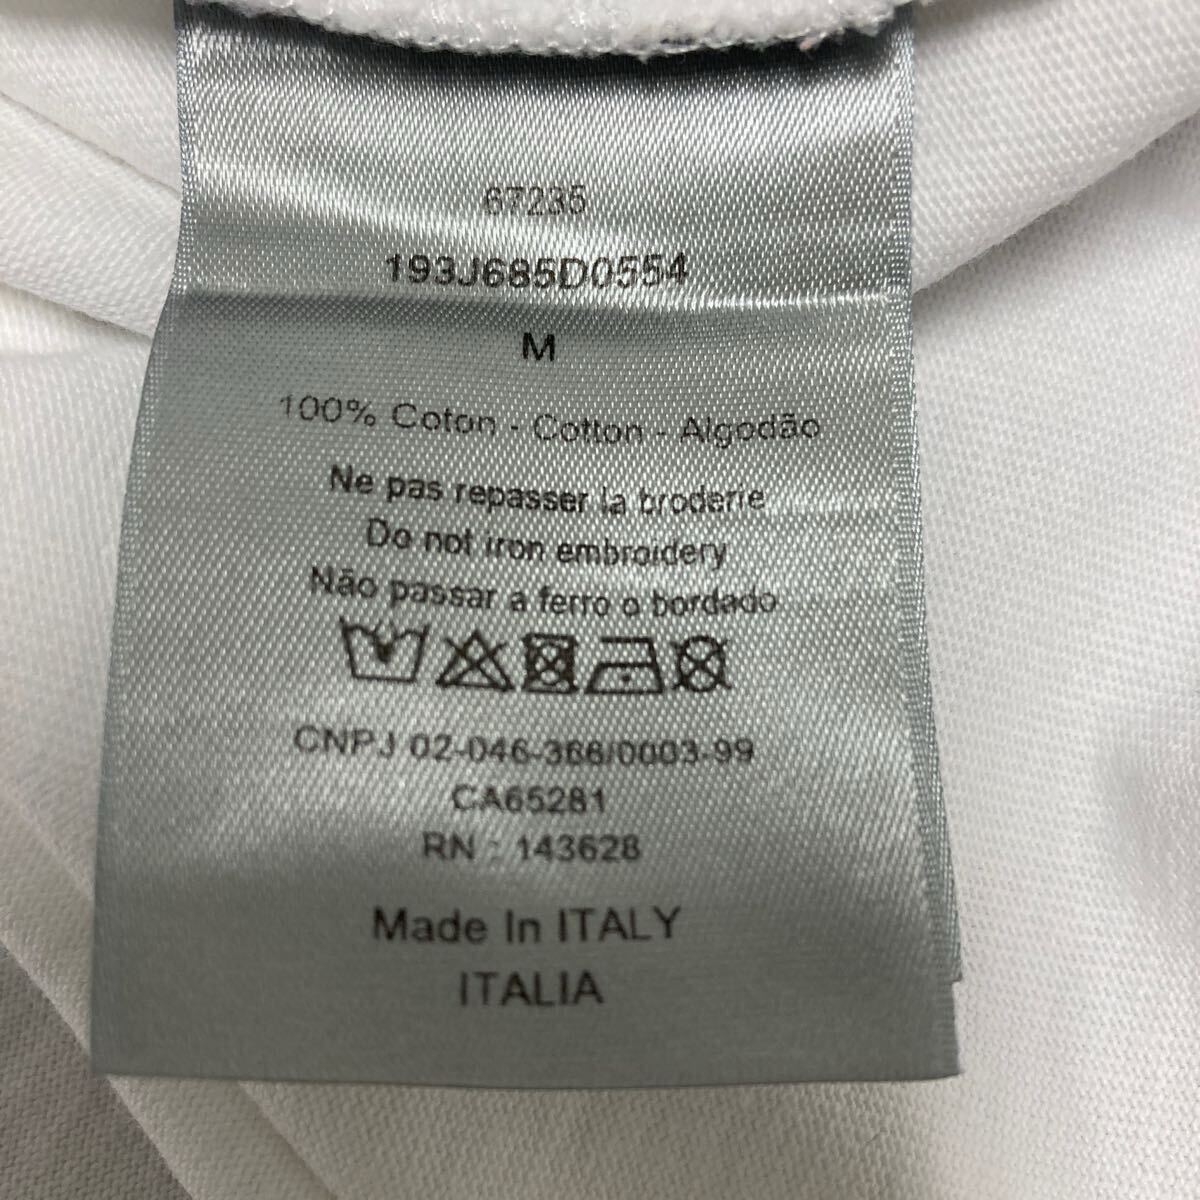 67235
193J685D0554
M
100% Coton - Cotton - Algodão
Ne pas repasser la broderie
Do not iron embroidery
Não passar a ferro o bordado
CNPJ 02-046-366/0003-99
CA65281
RN : 143628
Made In ITALY
ITALIA